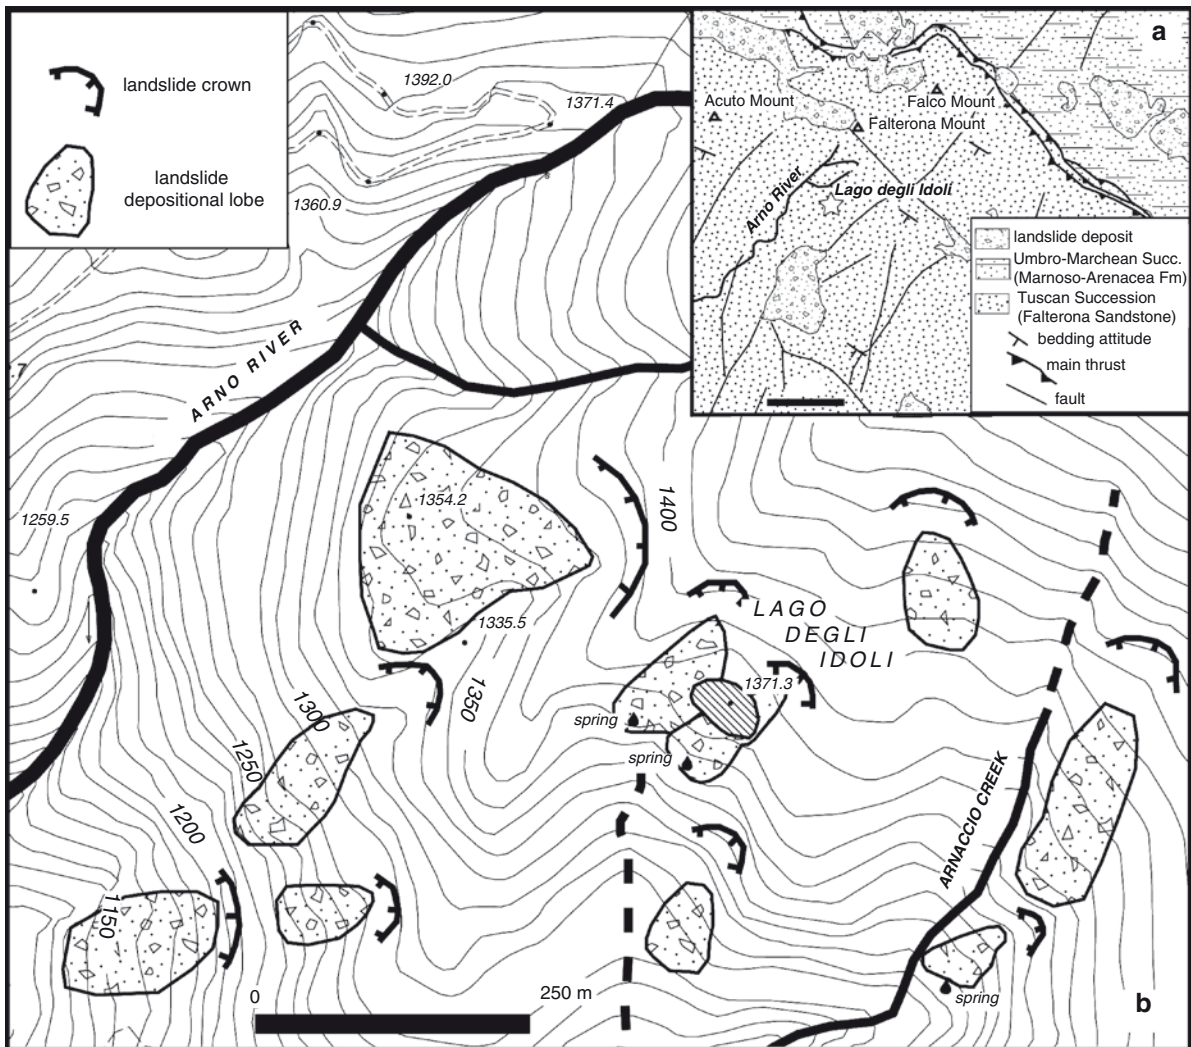 landslide crown
landslide
depositional lobe
1392.0
1371.4
1360.9
a
Acuto Mount
Falco Mount
Falterona Mount
Arno River
Lago degli Idoli
landslide deposit
Umbro-Marchean Succ.
(Marnoso-Arenacea Fm)
Tuscan Succession
(Falterona Sandstone)
bedding attitude
main thrust
fault
7
ARNO RIVER
1259.5
1354.2
1400
1335.5
LAGO
DEGLI
IDOLI
1371.3
1350
1300
1250
1200
1150
spring
spring
ARNACCIO CREEK
spring
0
250 m
b